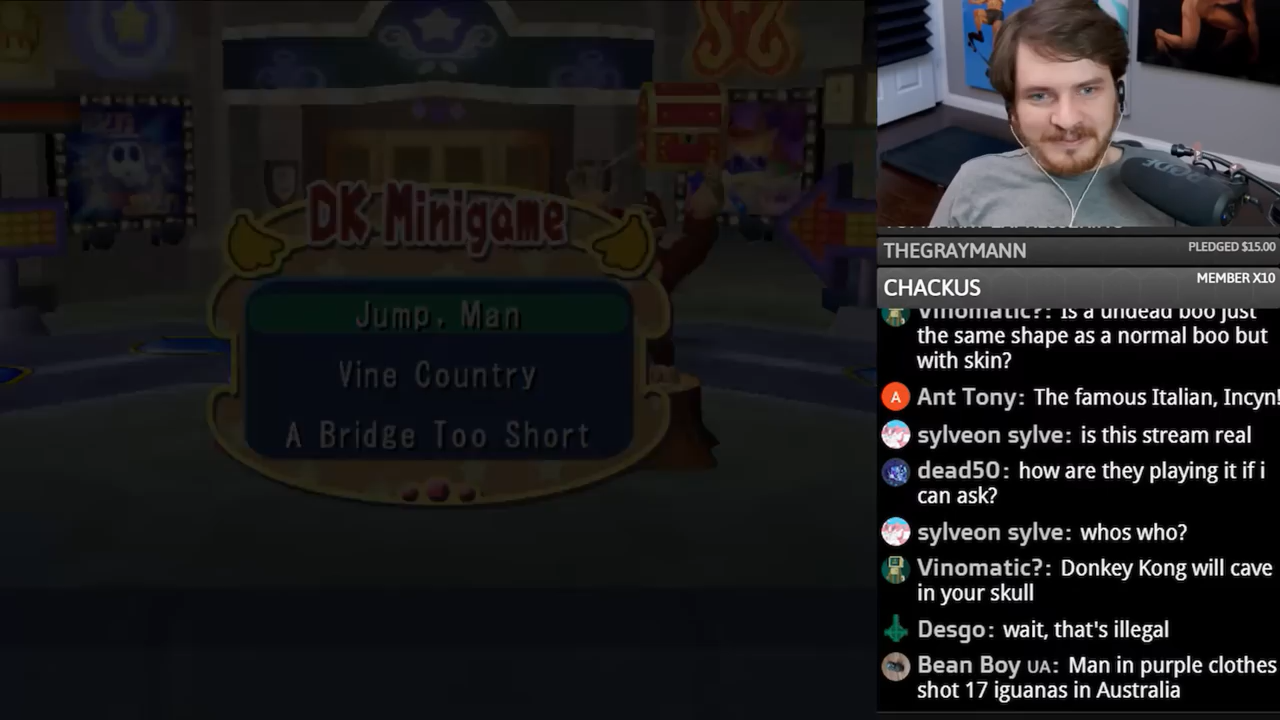 DK Minigame
Jump, Man
Vine Country
A Bridge Too Short
RODE
THEGRAYMANN PLEDGED $15.00
CHACKUS MEMBER X10
Vinomatic?: Is a undead boo just
the same shape as a normal boo but
with skin?
A Ant Tony: The famous Italian, Incyn!
sylveon sylve: is this stream real
dead50: how are they playing it if i
can ask?
sylveon sylve: whos who?
Vinomatic?: Donkey Kong will cave
in your skull
Desgo: wait, that's illegal
Bean Boy UA: Man in purple clothes
shot 17 iguanas in Australia